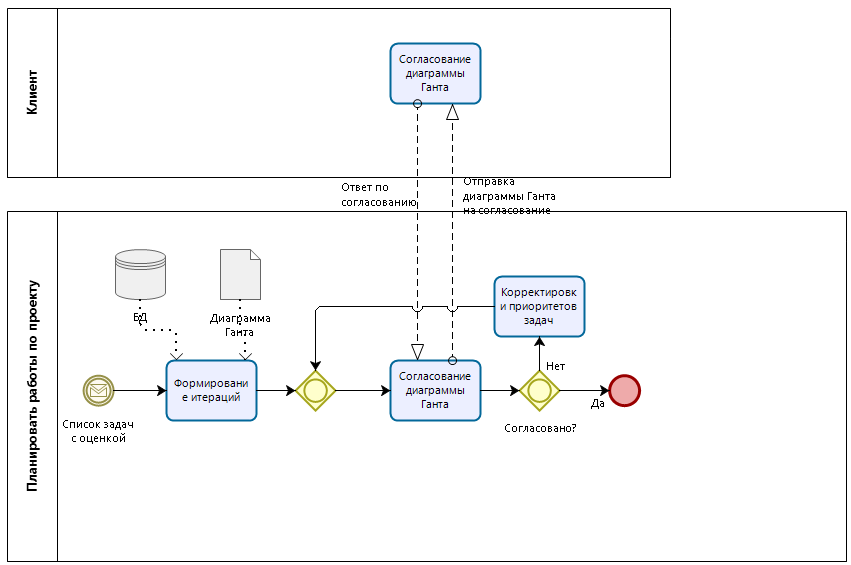 Клиент
Согласование
диаграммы
Ганта
Ответ по
согласованию
Отправка
диаграммы Ганта
на согласование
Планировать работы по проекту
БД
Диаграмма
Ганта
Корректировк
и приоритетов
задач
Формировани
е итераций
Согласование
диаграммы
Ганта
Нет
Да
Список задач
с оценкой
Согласовано?